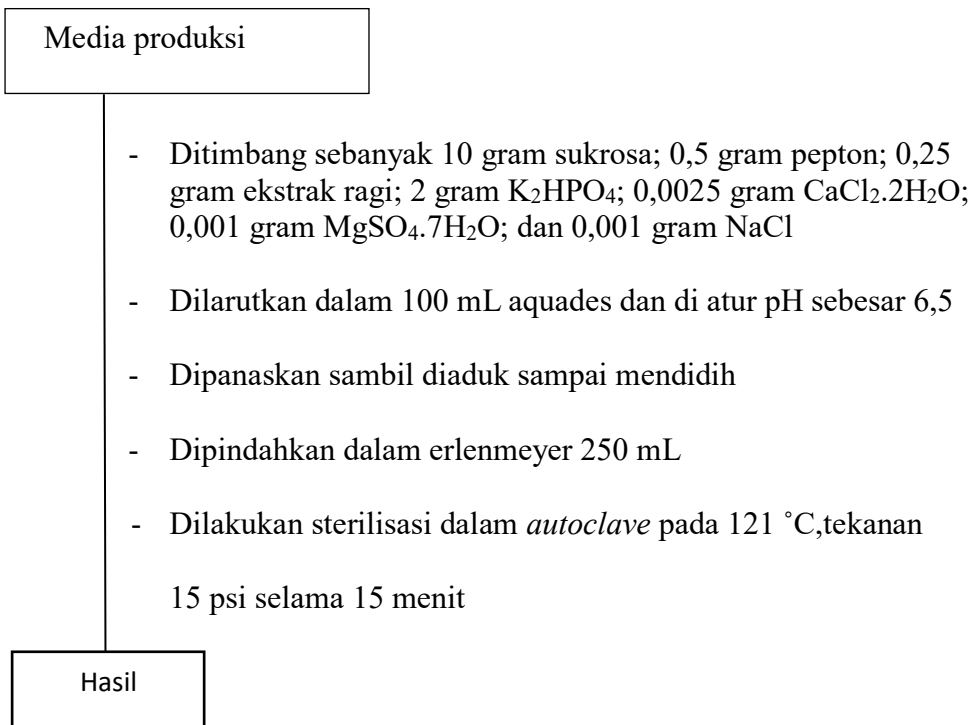 Media produksi
- Ditimbang sebanyak 10 gram sukrosa; 0,5 gram pepton; 0,25
gram ekstrak ragi; 2 gram K₂HPO₄; 0,0025 gram CaCl₂.2H₂O;
0,001 gram MgSO₄.7H₂O; dan 0,001 gram NaCl
- Dilarutkan dalam 100 mL aquades dan di atur pH sebesar 6,5
- Dipanaskan sambil diaduk sampai mendidih
- Dipindahkan dalam erlenmeyer 250 mL
- Dilakukan sterilisasi dalam autoclave pada 121 ˚C,tekanan
15 psi selama 15 menit
Hasil